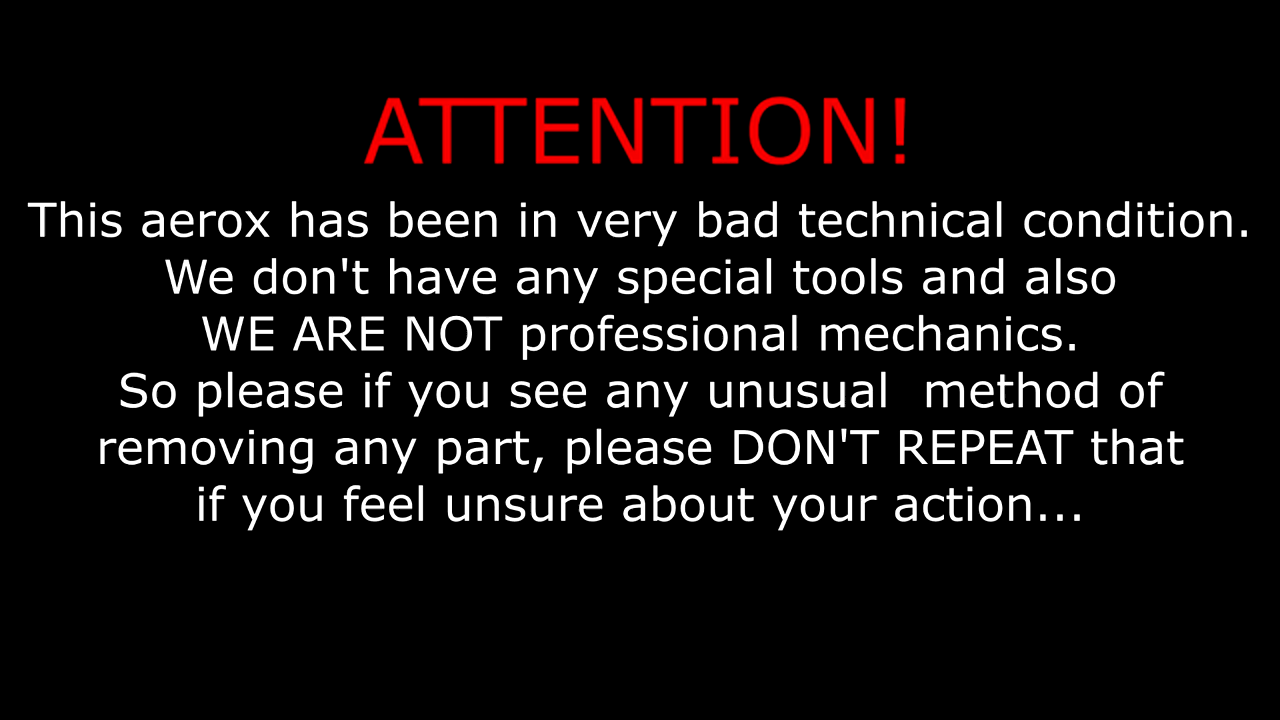 ATTENTION!
This aerox has been in very bad technical condition.
We don't have any special tools and also
WE ARE NOT professional mechanics.
So please if you see any unusual  method of
removing any part, please DON'T REPEAT that
if you feel unsure about your action...